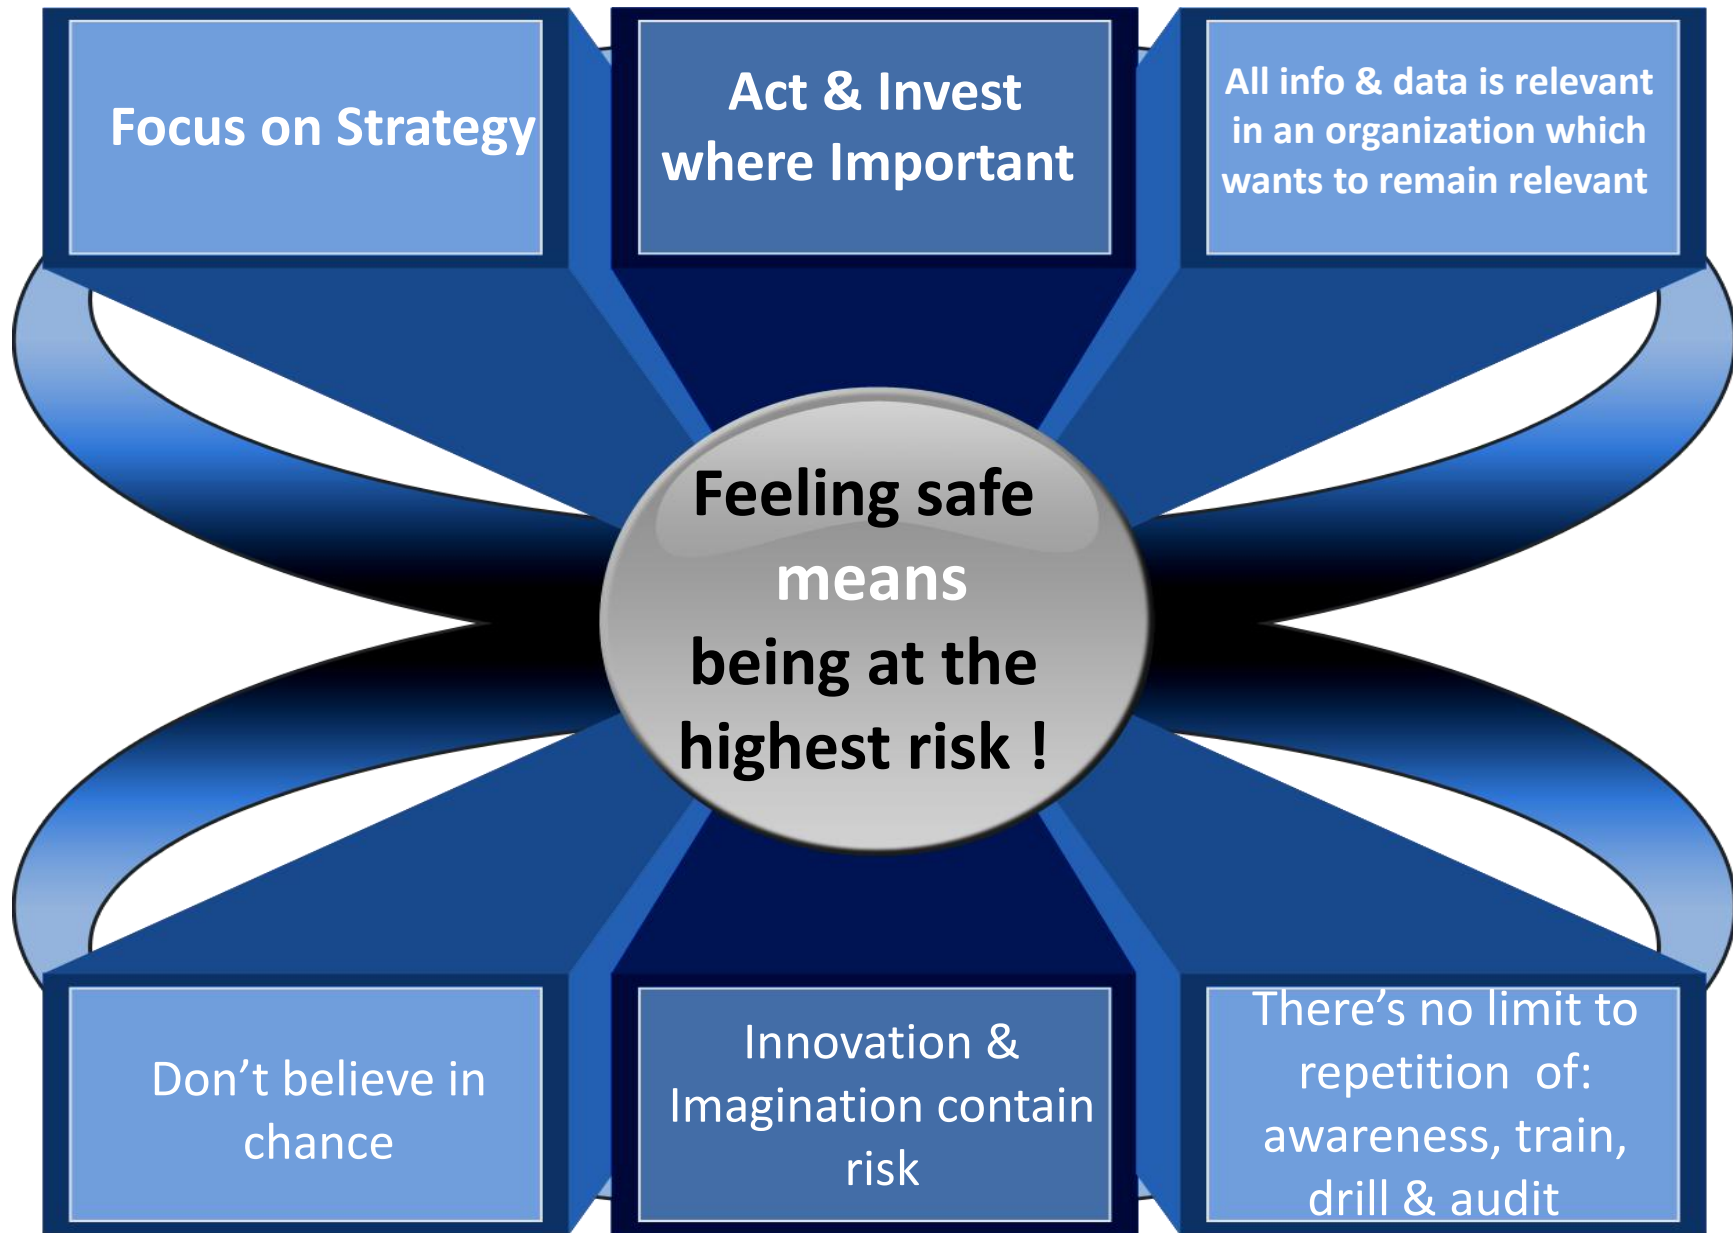 Focus on Strategy
Act & Invest
where Important
All info & data is relevant
in an organization which
wants to remain relevant
Feeling safe
means
being at the
highest risk !
Don’t believe in
chance
Innovation &
Imagination contain
risk
There’s no limit to
repetition  of:
awareness, train,
drill & audit